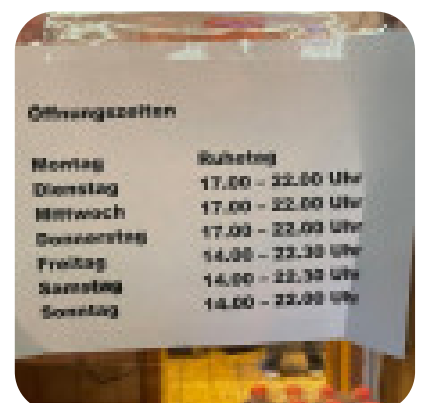 Öffnungszeiten
Montag Ruhetag
Dienstag 17.00 – 22.00 Uhr
Mittwoch 17.00 – 22.00 Uhr
Donnerstag 17.00 – 22.00 Uhr
Freitag 14.00 – 22.30 Uhr
Samstag 14.00 – 22.30 Uhr
Sonntag 14.00 – 22.00 Uhr